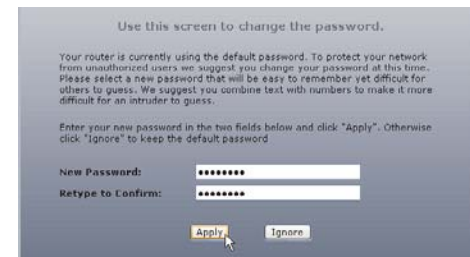 Use this screen to change the password.
Your router is currently using the default password. To protect your network
from unauthorized users we suggest you change your password at this time.
Please select a new password that will be easy to remember yet difficult for
others to guess. We suggest you combine text with numbers to make it more
difficult for an intruder to guess.
Enter your new password in the two fields below and click "Apply". Otherwise
click "Ignore" to keep the default password
New Password: ••••••••
Retype to Confirm: ••••••••
Apply Ignore